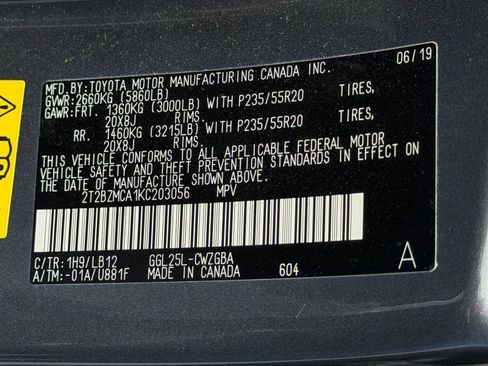 MFD.BY:TOYOTA MOTOR MANUFACTURING CANADA INC. 06/19
GVWR:2660KG (5860LB)
GAWR:FRT. 1360KG (3000LB) WITH P235/55R20 TIRES,
20X8J RIMS.
RR. 1460KG (3215LB) WITH P235/55R20 TIRES,
20X8J RIMS.
THIS VEHICLE CONFORMS TO ALL APPLICABLE FEDERAL MOTOR
VEHICLE SAFETY AND THEFT PREVENTION STANDARDS IN EFFECT ON
THE DATE OF MANUFACTURE SHOWN ABOVE.
2T2BZMCA1KC203056 MPV
C/TR: 1H9/LB12 GGL25L-CWZGBA
A/TM:-01A/U881F MADE IN CANADA 604 A